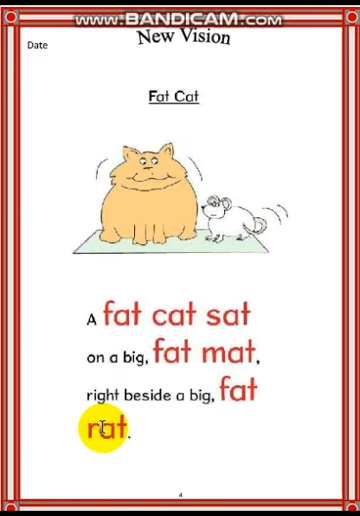 www.BANDICAM.com
New Vision
Date
Fat Cat
A fat cat sat
on a big, fat mat,
right beside a big, fat
rat.
4